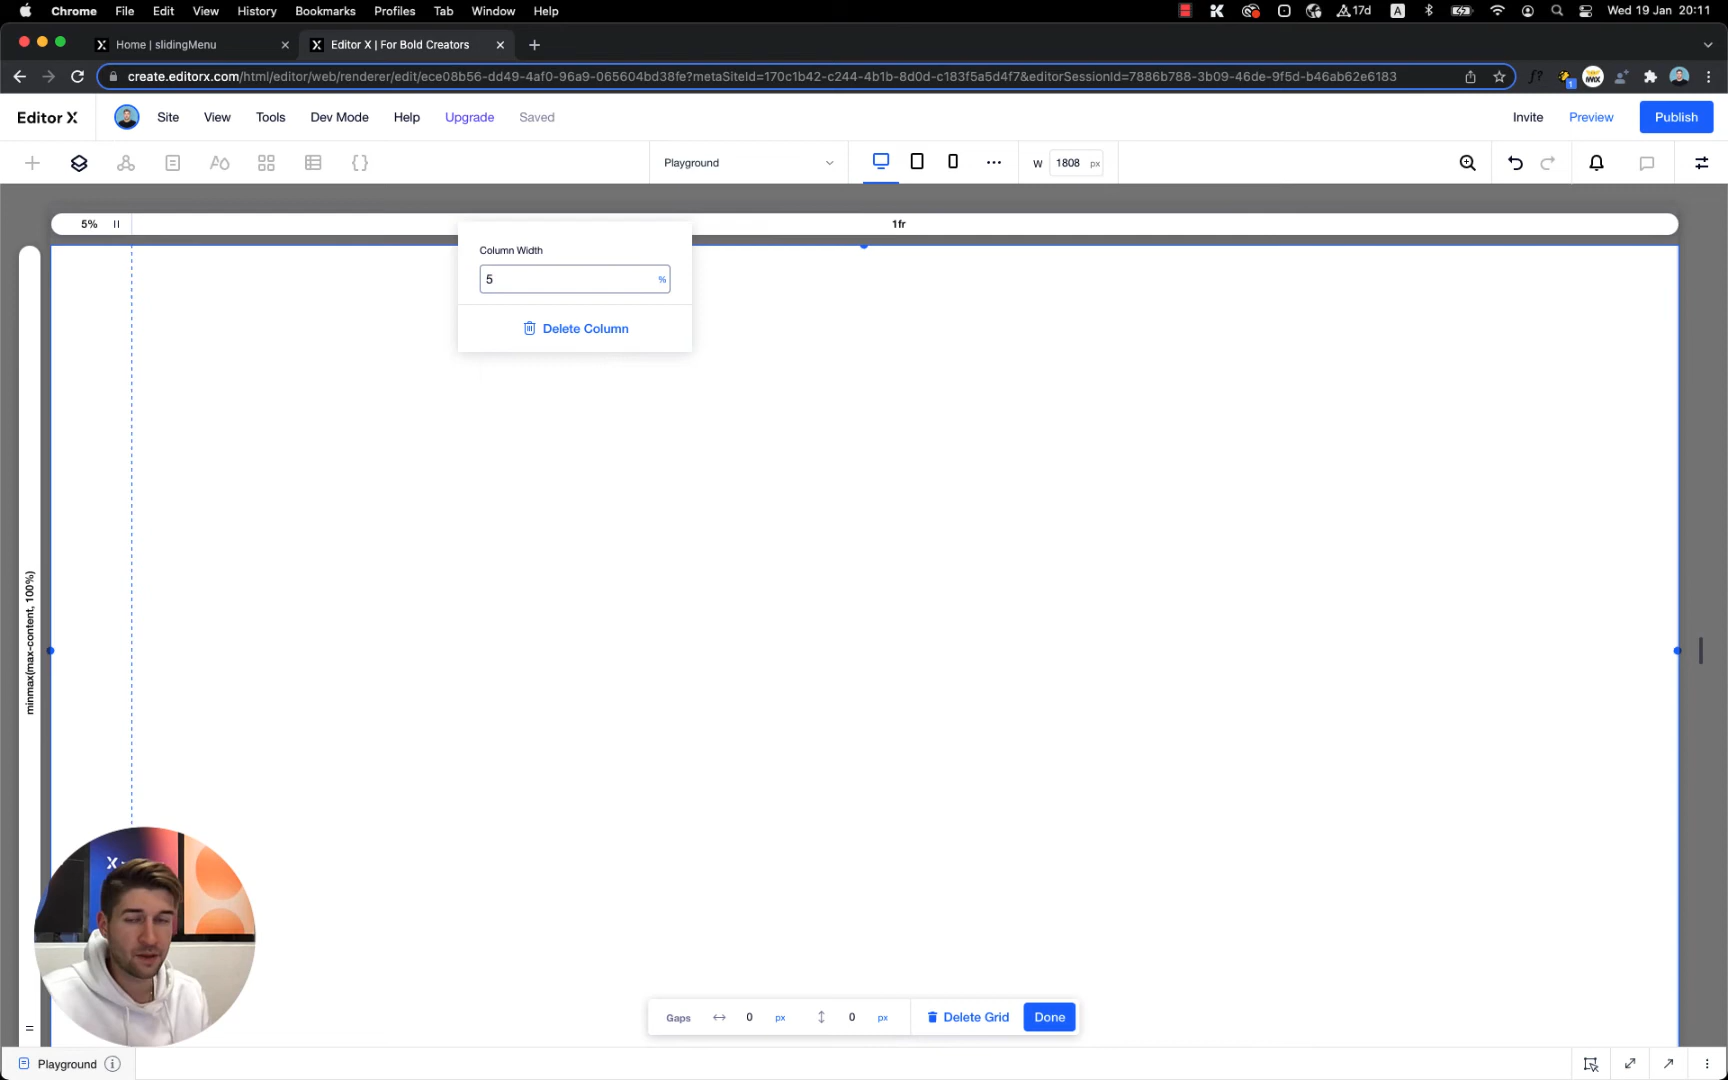 Chrome File Edit View History Bookmarks Profiles Tab Window Help 17d A Wed 19 Jan 20:11
Home | slidingMenu Editor X | For Bold Creators
create.editorx.com/html/editor/web/renderer/edit/ece08b56-dd49-4af0-96a9-065604bd38fe?metaSiteId=170c1b42-c244-4b1b-8d0d-c183f5a5d4f7&editorSessionId=7886b788-3b09-46de-9f5d-b46ab62e6183
Editor X Site View Tools Dev Mode Help Upgrade Saved Invite Preview Publish
Playground W 1808 px
5% 1fr
Column Width
5 %
Delete Column
minmax(max-content, 100%)
X
Gaps 0 px 0 px Delete Grid Done
Playground